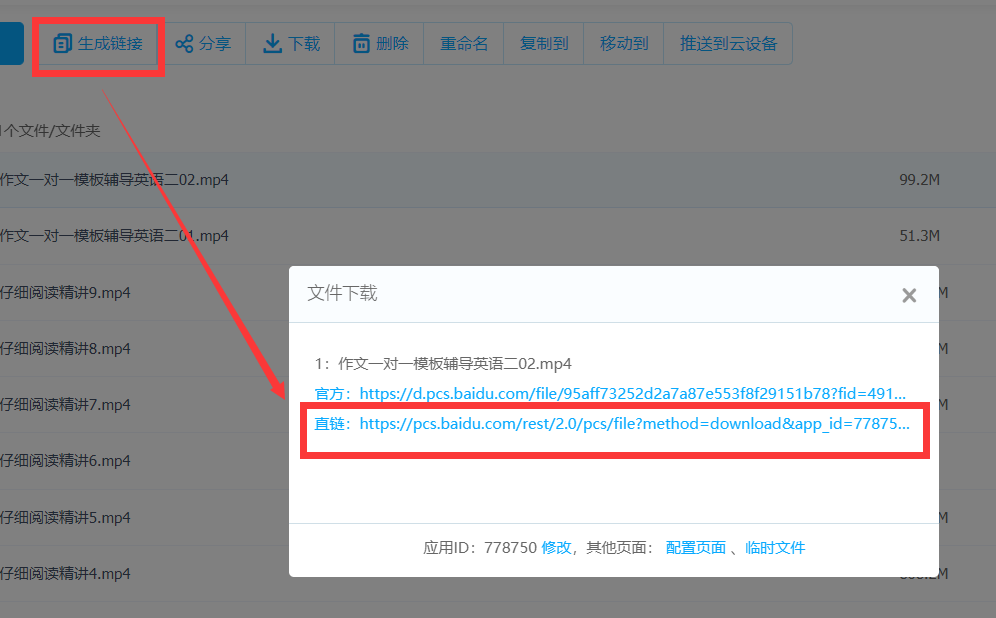 生成链接 分享 下载 删除 重命名 复制到 移动到 推送到云设备
个文件/文件夹
作文一对一模板辅导英语二02.mp4 99.2M
作文一对一模板辅导英语二01.mp4 51.3M
仔细阅读精讲9.mp4 M
仔细阅读精讲8.mp4 M
仔细阅读精讲7.mp4 M
仔细阅读精讲6.mp4
仔细阅读精讲5.mp4 M
仔细阅读精讲4.mp4
文件下载
1：作文一对一模板辅导英语二02.mp4
官方：https://d.pcs.baidu.com/file/95aff73252d2a7a87e553f8f29151b78?fid=491...
直链：https://pcs.baidu.com/rest/2.0/pcs/file?method=download&app_id=77875...
应用ID：778750 修改，其他页面： 配置页面 、临时文件